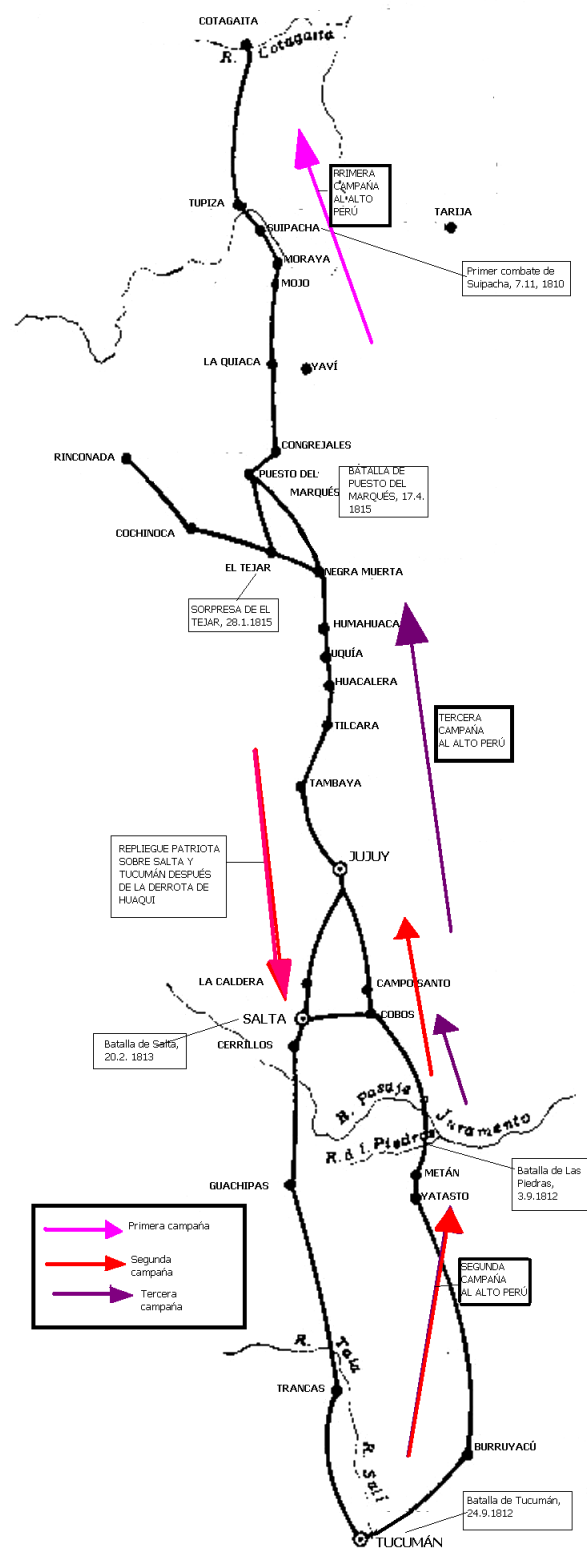 COTAGAITA
R. Cotagaita
PRIMERA
CAMPAÑA
AL ALTO
PERÚ
TUPIZA
TARIJA
SUIPACHA
MORAYA
Primer combate de
Suipacha, 7.11, 1810
MOJO
LA QUIACA
YAVÍ
CONGREJALES
RINCONADA
PUESTO DEL
MARQUÉS
BATALLA DE
PUESTO DEL
MARQUÉS, 17.4.
1815
COCHINOCA
EL TEJAR
NEGRA MUERTA
SORPRESA DE EL
TEJAR, 28.1.1815
HUMAHUACA
UQUÍA
HUACALERA
TERCERA
CAMPAÑA
AL ALTO PERÚ
TILCARA
TAMBAYA
REPLIEGUE PATRIOTA
SOBRE SALTA Y
TUCUMÁN DESPUÉS
DE LA DERROTA DE
HUAQUI
JUJUY
LA CALDERA
CAMPO SANTO
SALTA
COBOS
Batalla de Salta,
20.2. 1813
CERRILLOS
R. Pasaje
Juramento
R. d l. Piedras
METÁN
Batalla de Las
Piedras,
3.9.1812
GUACHIPAS
YATASTO
Primera campaña
Segunda
campaña
Tercera
campaña
SEGUNDA
CAMPAÑA
AL ALTO PERÚ
R. Tala
TRANCAS
R. Sali
BURRUYACÚ
Batalla de Tucumán,
24.9.1812
TUCUMÁN